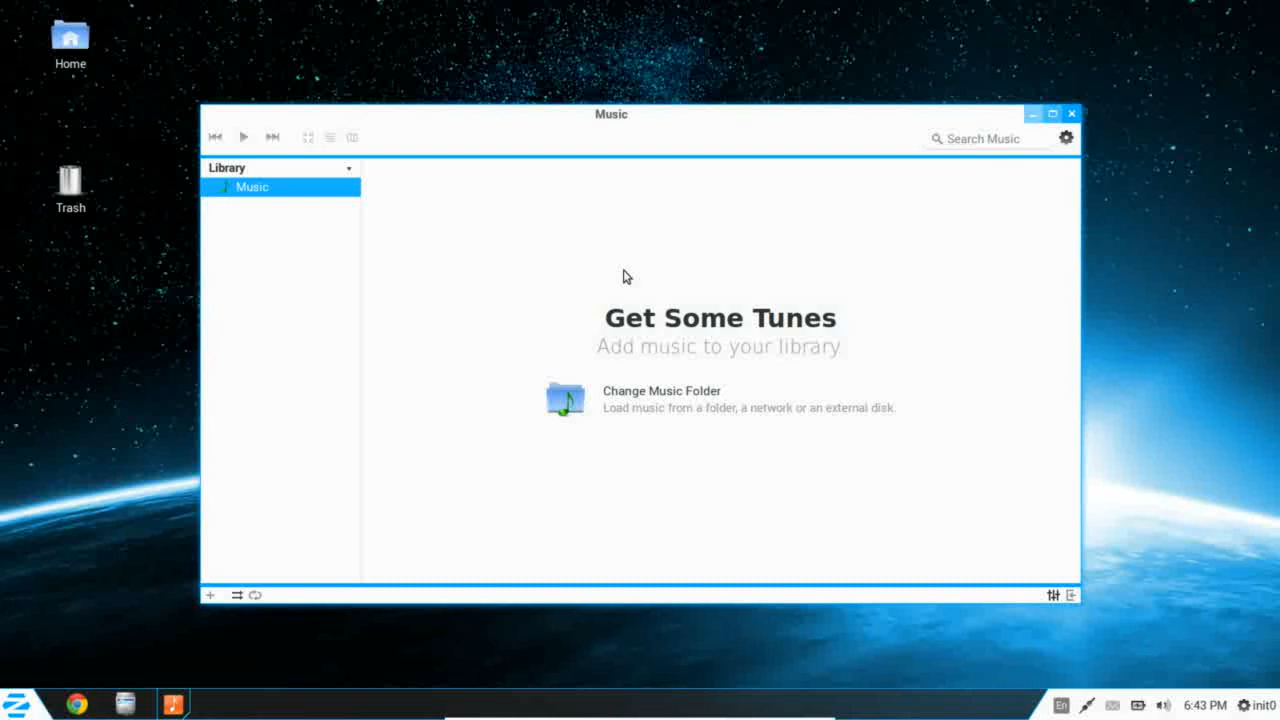 Home
Trash
Music
Search Music
Library
Music
Get Some Tunes
Add music to your library
Change Music Folder
Load music from a folder, a network or an external disk.
En
6:43 PM
init0